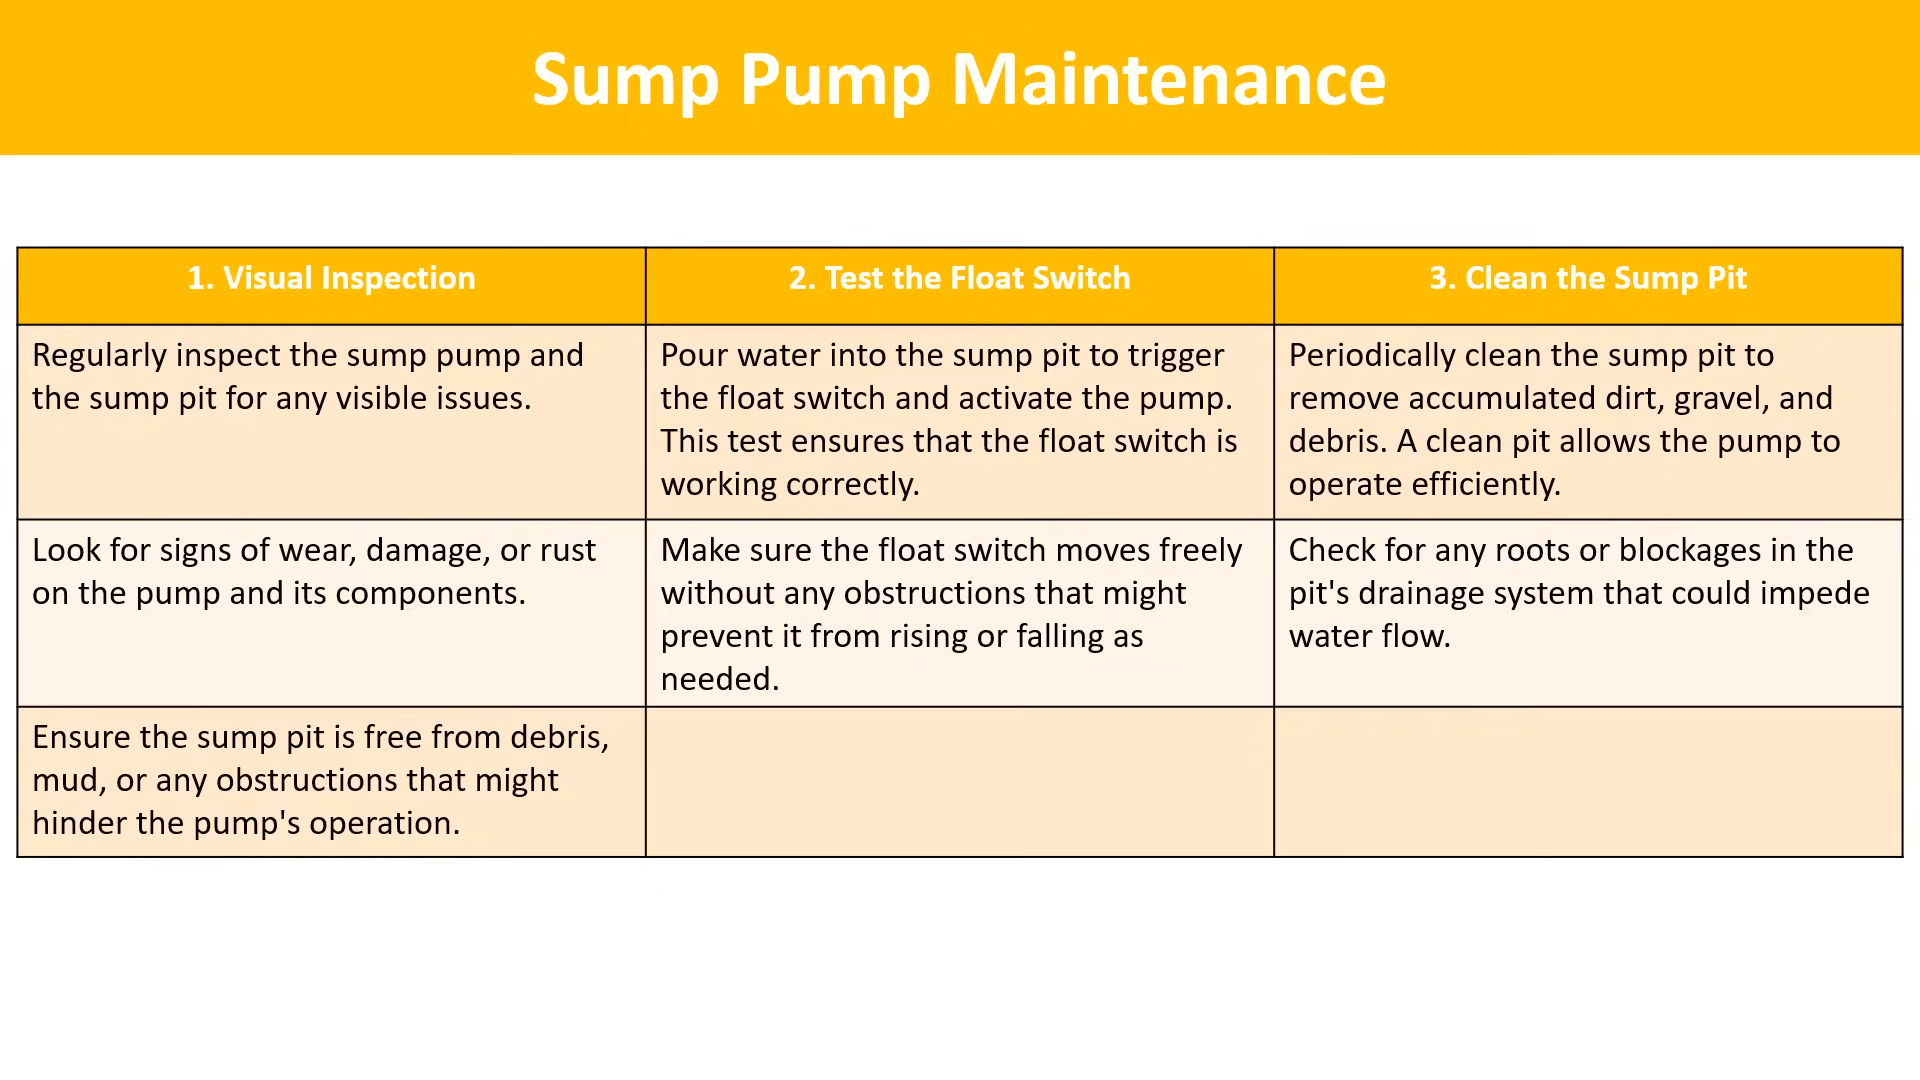 Sump Pump Maintenance
1. Visual Inspection
2. Test the Float Switch
3. Clean the Sump Pit
Regularly inspect the sump pump and
the sump pit for any visible issues.
Pour water into the sump pit to trigger
the float switch and activate the pump.
This test ensures that the float switch is
working correctly.
Periodically clean the sump pit to
remove accumulated dirt, gravel, and
debris. A clean pit allows the pump to
operate efficiently.
Look for signs of wear, damage, or rust
on the pump and its components.
Make sure the float switch moves freely
without any obstructions that might
prevent it from rising or falling as
needed.
Check for any roots or blockages in the
pit's drainage system that could impede
water flow.
Ensure the sump pit is free from debris,
mud, or any obstructions that might
hinder the pump's operation.